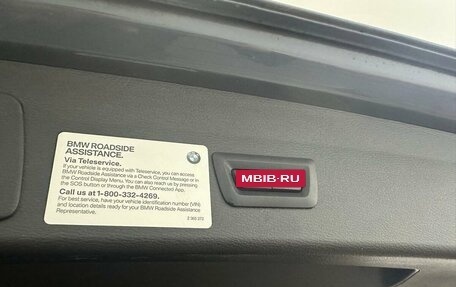 BMW ROADSIDE
ASSISTANCE.
Via Teleservice.
If your vehicle is equipped with Teleservice, you can access
BMW Roadside Assistance via a Check Control Message or in
the Control Display Menu. You can also reach us by pressing
the SOS button or through the BMW Connected App.
Call us at 1-800-332-4269.
For best service, have your vehicle identification number (VIN)
and location details ready for your BMW Roadside Assistance
Representative.
2 365 373
MBIB-RU